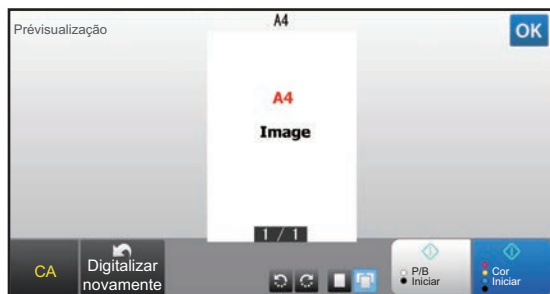 A4
Prévisualização
OK
A4
Image
1 / 1
CA
Digitalizar
novamente
P/B
Iniciar
Cor
Iniciar